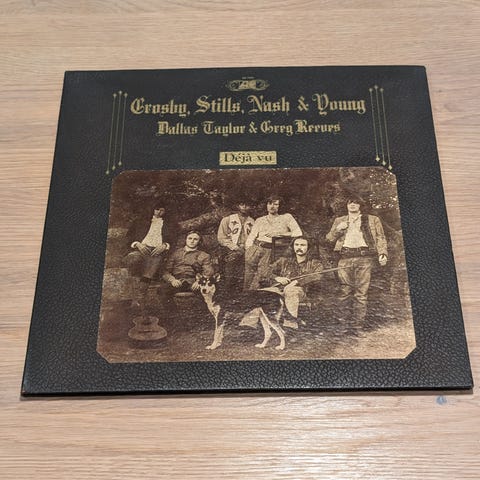 Crosby, Stills, Nash & Young
Dallas Taylor & Greg Reeves
Déjà vu